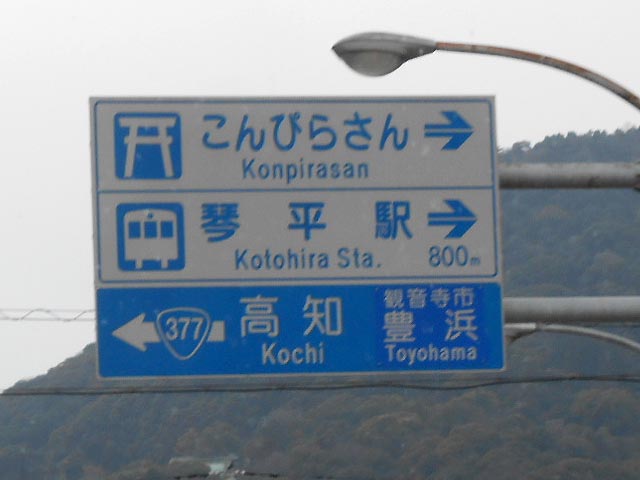 こんぴらさん
Konpirasan
琴平駅
Kotohira Sta. 800m
377
高知
Kochi
観音寺市
豊浜
Toyohama